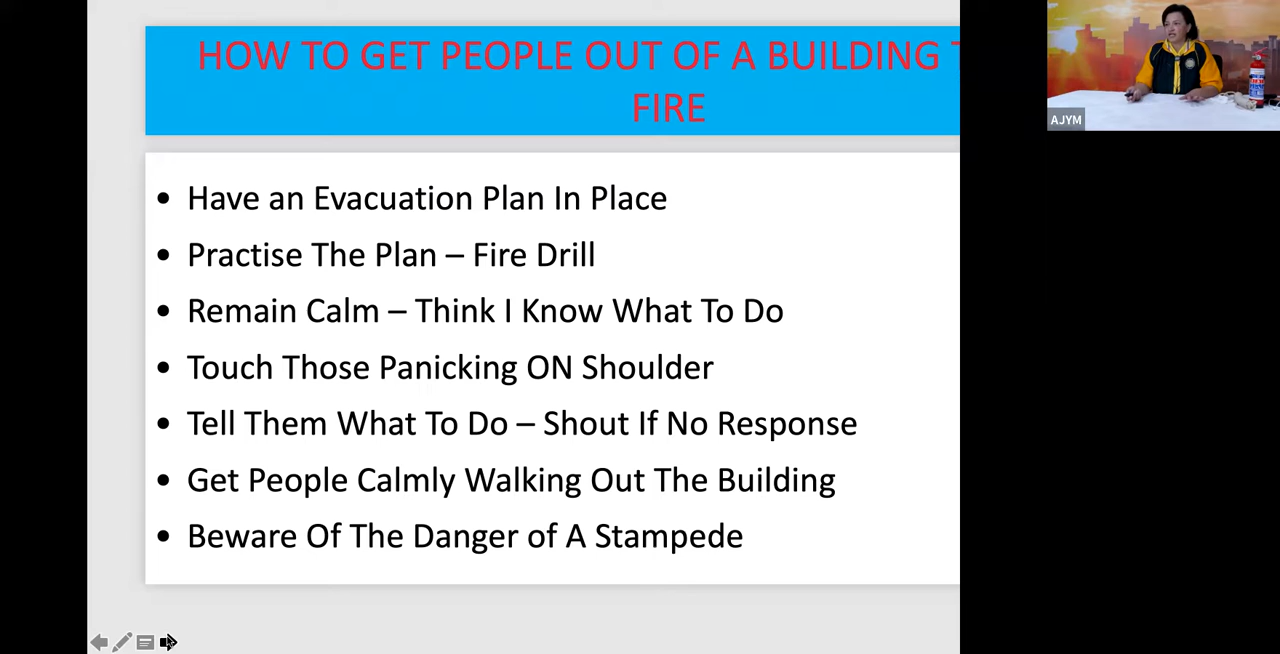 HOW TO GET PEOPLE OUT OF A BUILDING
FIRE
• Have an Evacuation Plan In Place
• Practise The Plan – Fire Drill
• Remain Calm – Think I Know What To Do
• Touch Those Panicking ON Shoulder
• Tell Them What To Do – Shout If No Response
• Get People Calmly Walking Out The Building
• Beware Of The Danger of A Stampede
AJYM